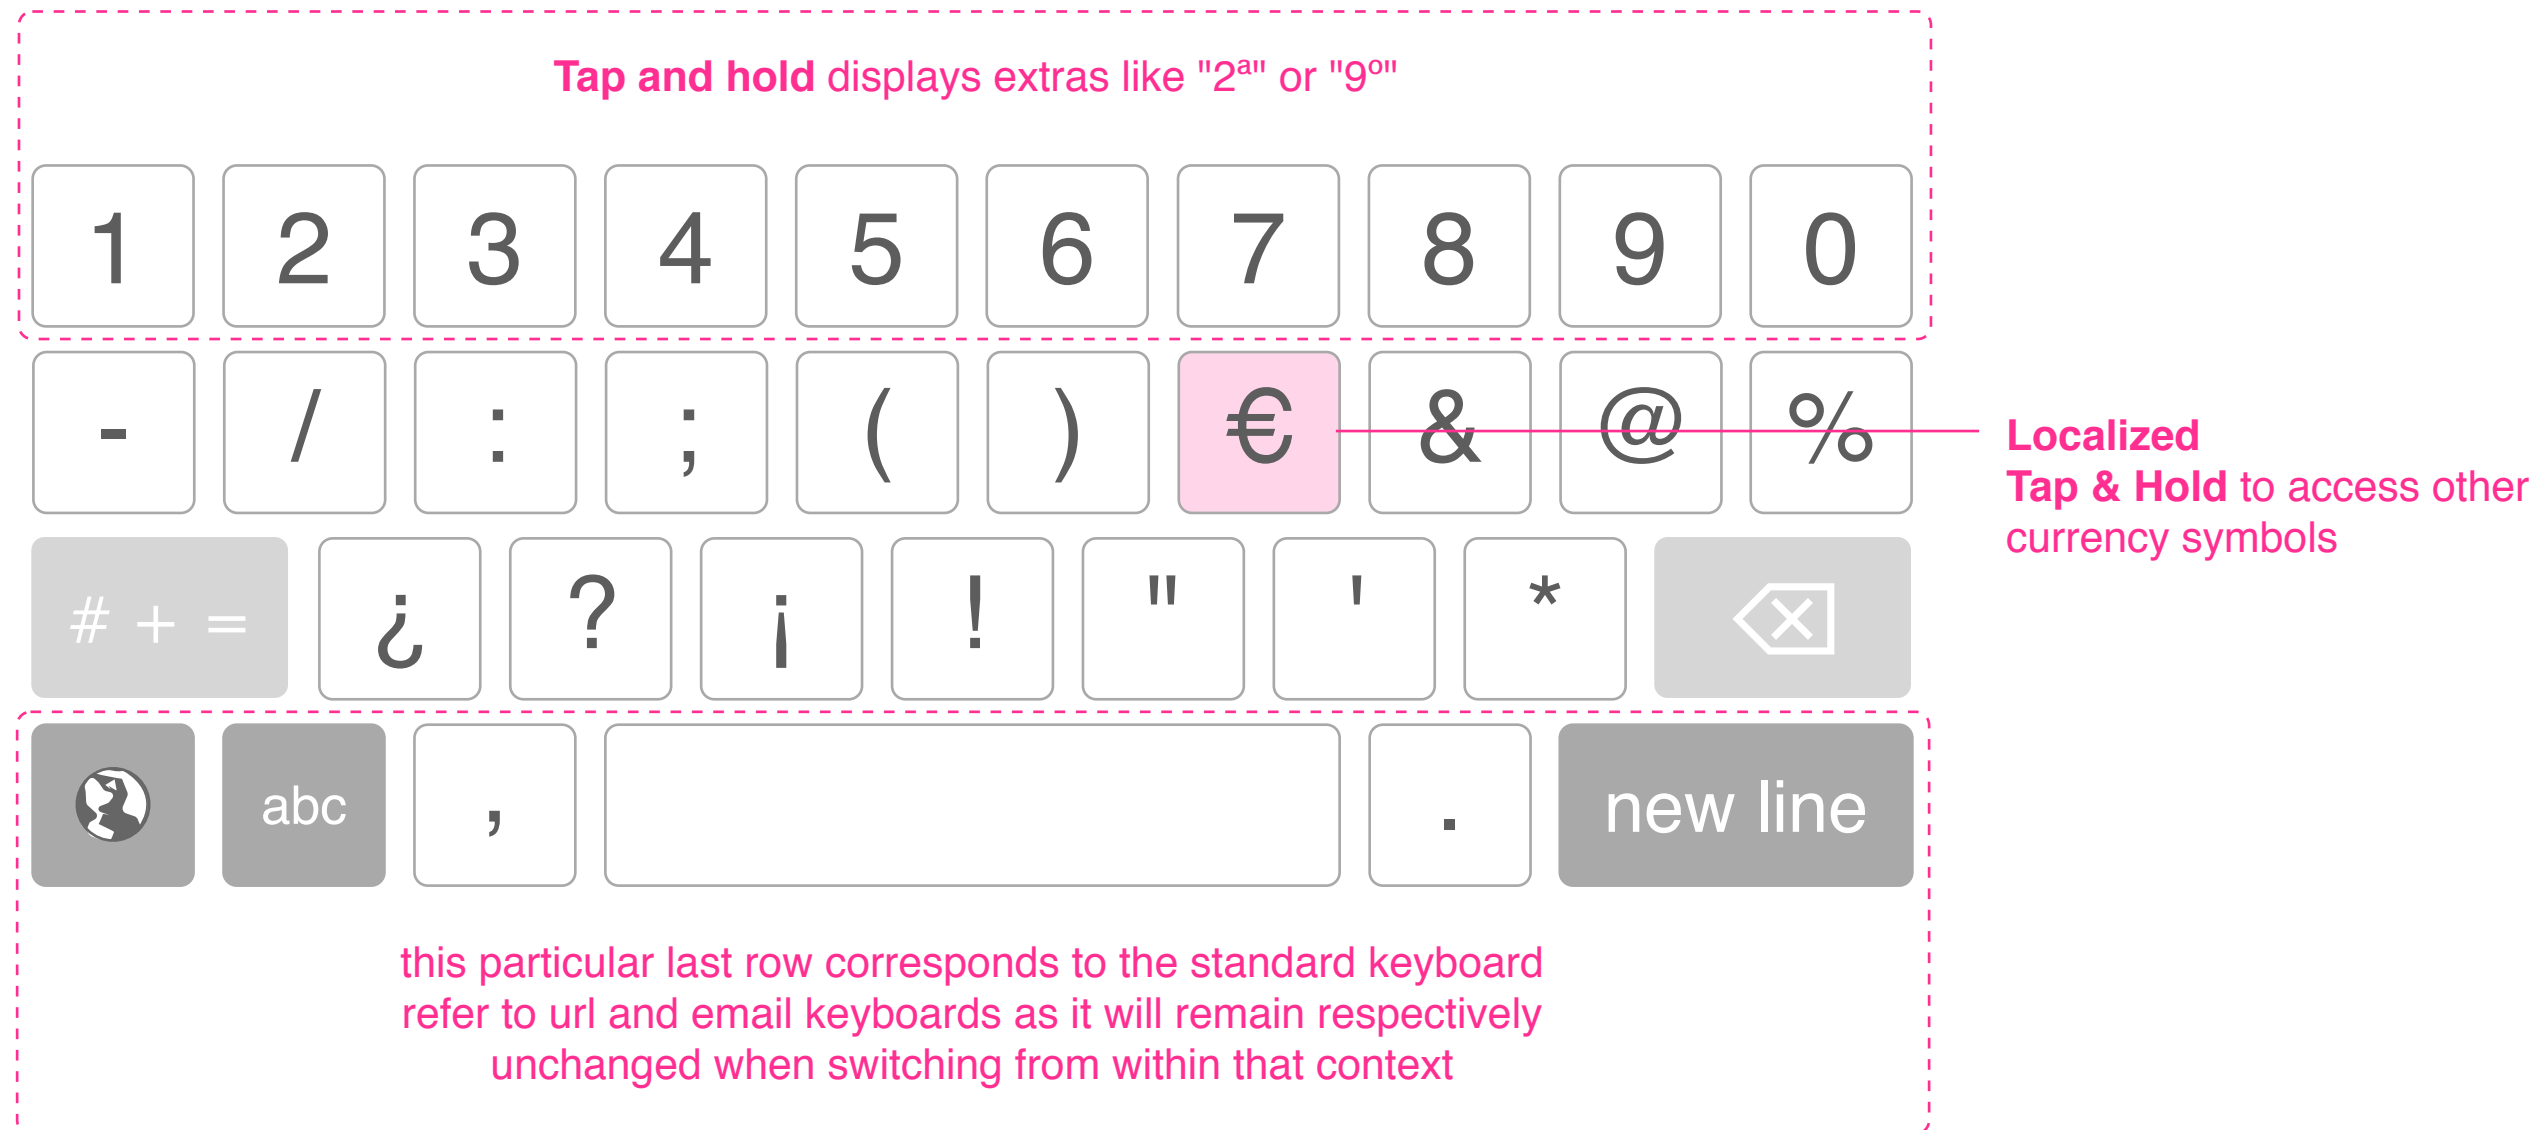 Tap and hold displays extras like "2ª" or "9º"
1 2 3 4 5 6 7 8 9 0
- / : ; ( ) € & @ %
Localized
Tap & Hold to access other
currency symbols
# + = ¿ ? ¡ ! " ' *
abc , . new line
this particular last row corresponds to the standard keyboard
refer to url and email keyboards as it will remain respectively
unchanged when switching from within that context